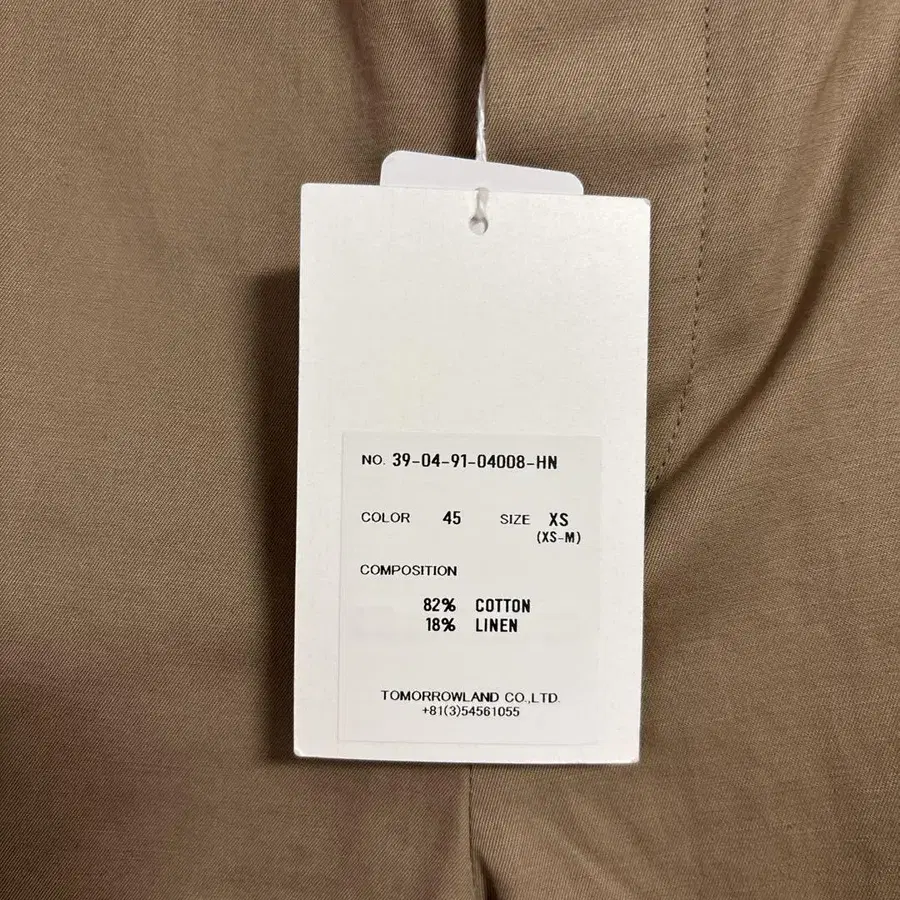 NO. 39-04-91-04008-HN
COLOR 45 SIZE XS
(XS-M)
COMPOSITION
82% COTTON
18% LINEN
TOMORROWLAND CO.,LTD.
+81(3)54561055